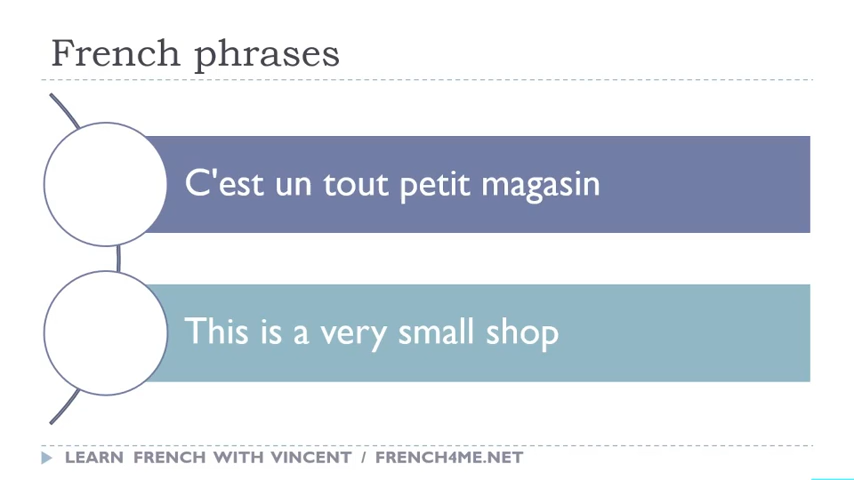 French phrases
C'est un tout petit magasin
This is a very small shop
LEARN FRENCH WITH VINCENT / FRENCH4ME.NET